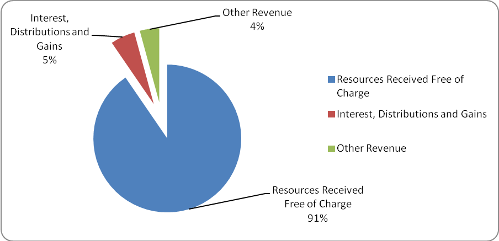 Interest,
Distributions and
Gains
5%
Other Revenue
4%
Resources Received Free of
Charge
Interest, Distributions and Gains
Other Revenue
Resources Received
Free of Charge
91%